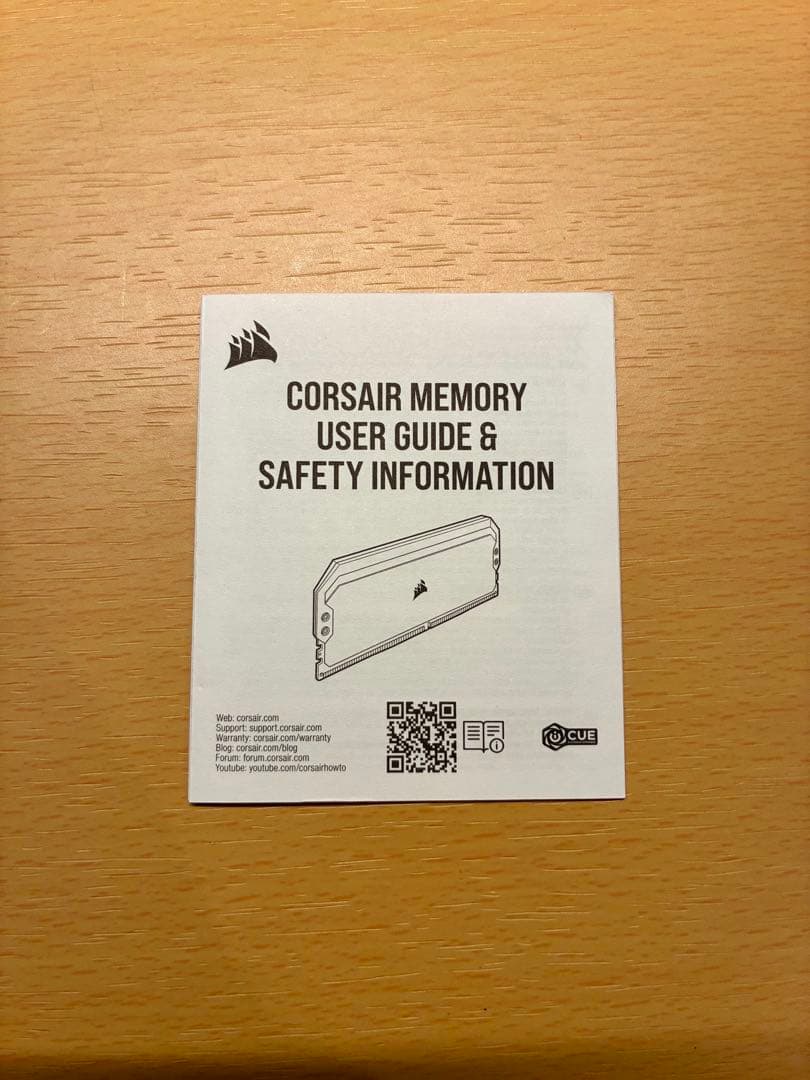 CORSAIR MEMORY
USER GUIDE &
SAFETY INFORMATION
Web: corsair.com
Support: support.corsair.com
Warranty: corsair.com/warranty
Blog: corsair.com/blog
Forum: forum.corsair.com
Youtube: youtube.com/corsairhowto
i
CUE